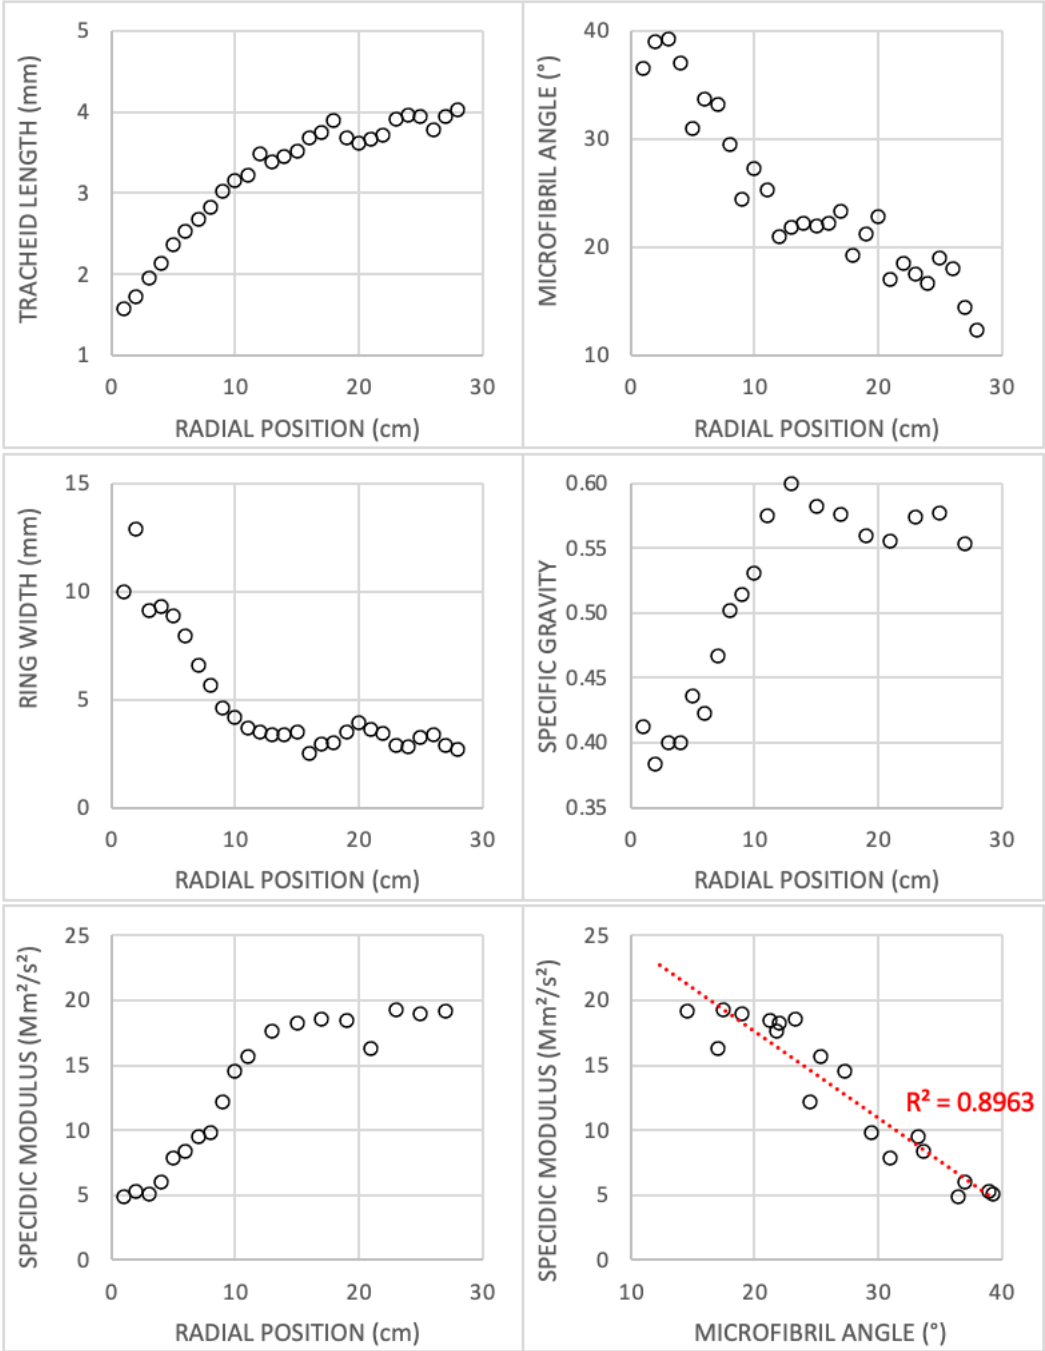 5
4
3
2
1
TRACHEID LENGTH (mm)
0 10 20 30
RADIAL POSITION (cm)
40
30
20
10
MICROFIBRIL ANGLE (°)
0 10 20 30
RADIAL POSITION (cm)
15
10
5
0
RING WIDTH (mm)
0 10 20 30
RADIAL POSITION (cm)
0.60
0.55
0.50
0.45
0.40
0.35
SPECIFIC GRAVITY
0 10 20 30
RADIAL POSITION (cm)
25
20
15
10
5
0
SPECIDIC MODULUS (Mm²/s²)
0 10 20 30
RADIAL POSITION (cm)
25
20
15
10
5
0
SPECIDIC MODULUS (Mm²/s²)
R² = 0.8963
10 20 30 40
MICROFIBRIL ANGLE (°)